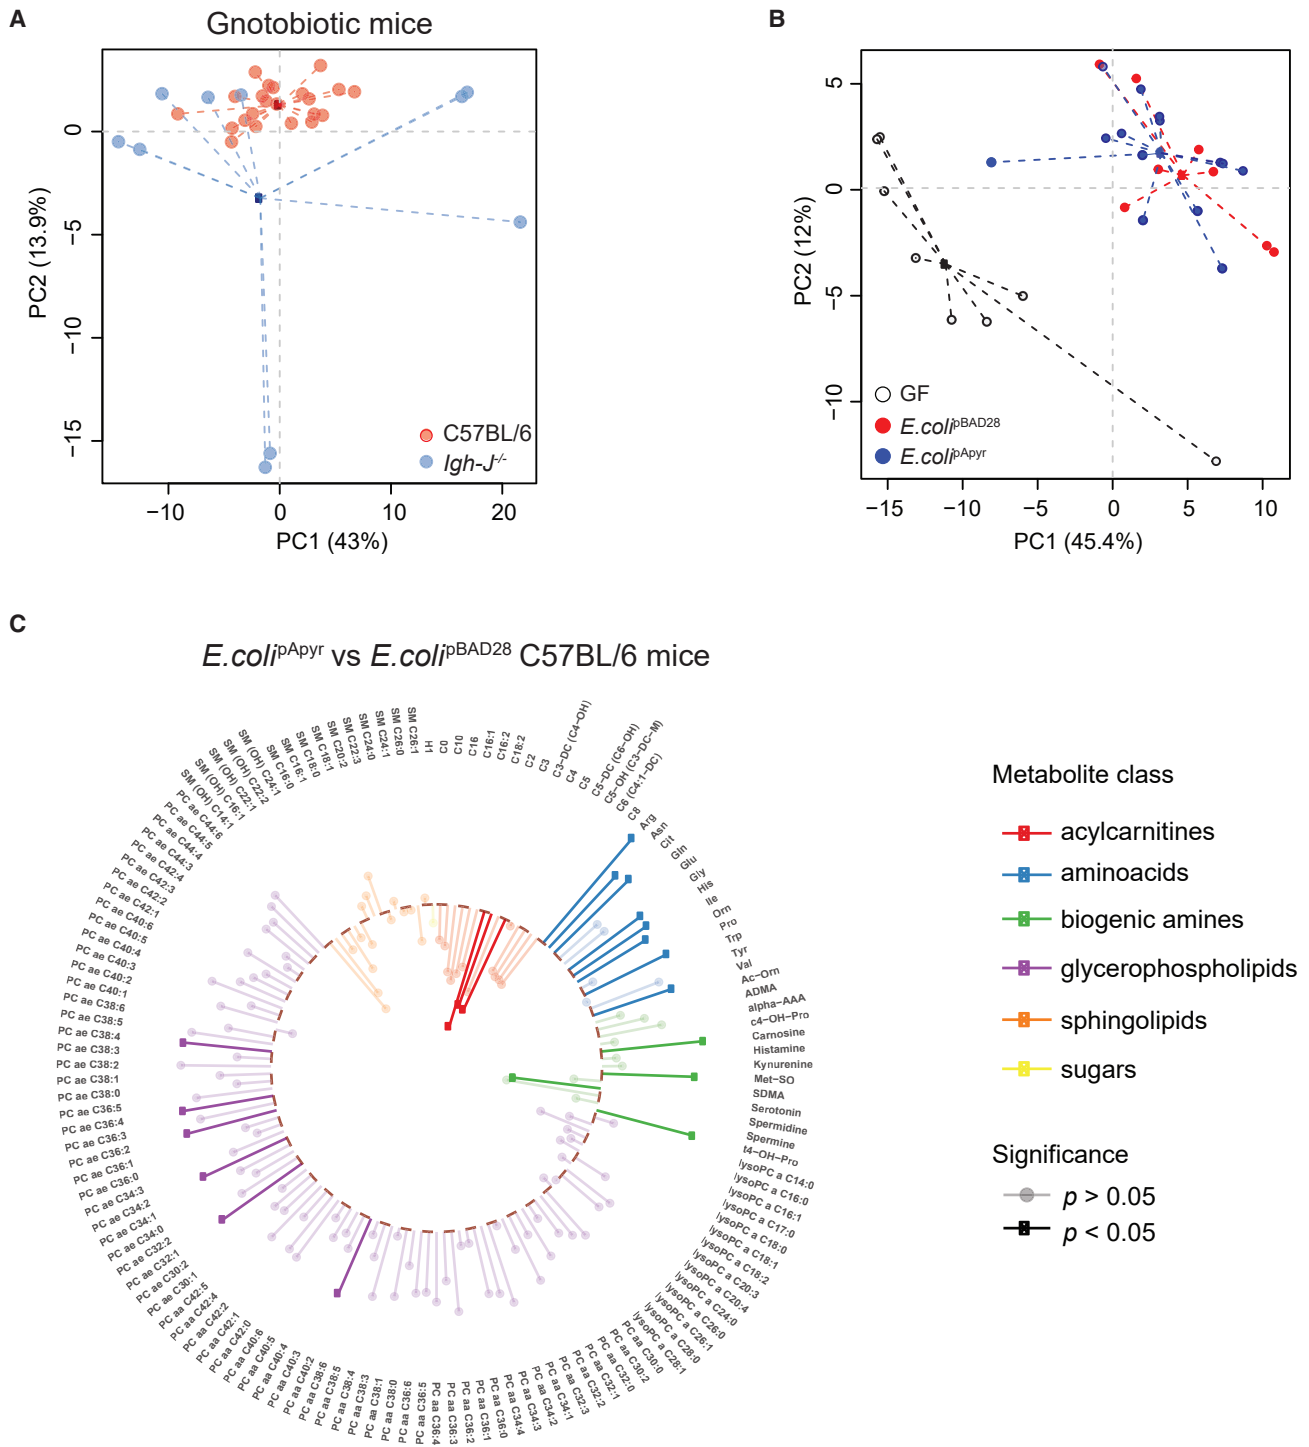 A
Gnotobiotic mice
0
−5
−10
−15
PC2 (13.9%)
C57BL/6
Igh-J-/-
−10
0
10
20
PC1 (43%)
B
5
0
−5
−10
PC2 (12%)
GF
E.coli pBAD28
E.coli pApyr
−15
−10
−5
0
5
10
PC1 (45.4%)
C
E.coli pApyr vs E.coli pBAD28 C57BL/6 mice
H1
C0
C10
C16
C16:1
C16:2
C18:2
C2
C3
C3−DC (C4−OH)
C4
C5
C5−DC (C6−OH)
C5−OH (C3−DC−M)
C6 (C4:1−DC)
C8
Arg
Asn
Cit
Gln
Glu
Gly
His
Ile
Orn
Pro
Trp
Tyr
Val
Ac−Orn
ADMA
alpha−AAA
c4−OH−Pro
Carnosine
Histamine
Kynurenine
Met−SO
SDMA
Serotonin
Spermidine
Spermine
t4−OH−Pro
lysoPC a C14:0
lysoPC a C16:0
lysoPC a C16:1
lysoPC a C17:0
lysoPC a C18:0
lysoPC a C18:1
lysoPC a C18:2
lysoPC a C20:3
lysoPC a C20:4
lysoPC a C24:0
lysoPC a C26:0
lysoPC a C26:1
lysoPC a C28:0
lysoPC a C28:1
PC aa C30:0
PC aa C30:2
PC aa C32:0
PC aa C32:1
PC aa C32:2
PC aa C32:3
PC aa C34:1
PC aa C34:2
PC aa C34:3
PC aa C34:4
PC aa C36:0
PC aa C36:1
PC aa C36:2
PC aa C36:3
PC aa C36:4
PC aa C36:5
PC aa C36:6
PC aa C38:0
PC aa C38:1
PC aa C38:3
PC aa C38:4
PC aa C38:5
PC aa C38:6
PC aa C40:2
PC aa C40:3
PC aa C40:4
PC aa C40:5
PC aa C40:6
PC aa C42:0
PC aa C42:1
PC aa C42:2
PC aa C42:4
PC aa C42:5
PC ae C30:1
PC ae C30:2
PC ae C32:1
PC ae C32:2
PC ae C34:0
PC ae C34:1
PC ae C34:2
PC ae C34:3
PC ae C36:0
PC ae C36:1
PC ae C36:2
PC ae C36:3
PC ae C36:4
PC ae C36:5
PC ae C38:0
PC ae C38:1
PC ae C38:2
PC ae C38:3
PC ae C38:4
PC ae C38:5
PC ae C38:6
PC ae C40:1
PC ae C40:2
PC ae C40:3
PC ae C40:4
PC ae C40:5
PC ae C40:6
PC ae C42:1
PC ae C42:2
PC ae C42:3
PC ae C42:4
PC ae C44:3
PC ae C44:4
PC ae C44:5
PC ae C44:6
SM (OH) C14:1
SM (OH) C16:1
SM (OH) C22:1
SM (OH) C22:2
SM (OH) C24:1
SM C16:0
SM C16:1
SM C18:0
SM C18:1
SM C20:2
SM C22:3
SM C24:0
SM C24:1
SM C26:0
SM C26:1
Metabolite class
acylcarnitines
aminoacids
biogenic amines
glycerophospholipids
sphingolipids
sugars
Significance
p > 0.05
p < 0.05